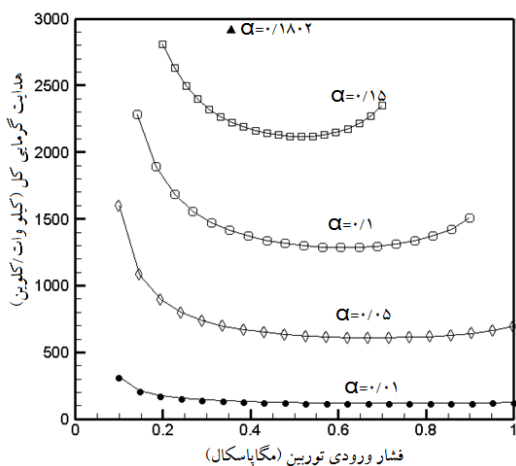 3000
2500
2000
1500
1000
500
0
هدایت گرمایی کل (کیلو وات/کلوین)
▲ α=۰/۱۸۰۲
α=۰/۱۵
α=۰/۱
α=۰/۰۵
α=۰/۰۱
0 0.2 0.4 0.6 0.8 1
فشار ورودی توربین (مگاپاسکال)